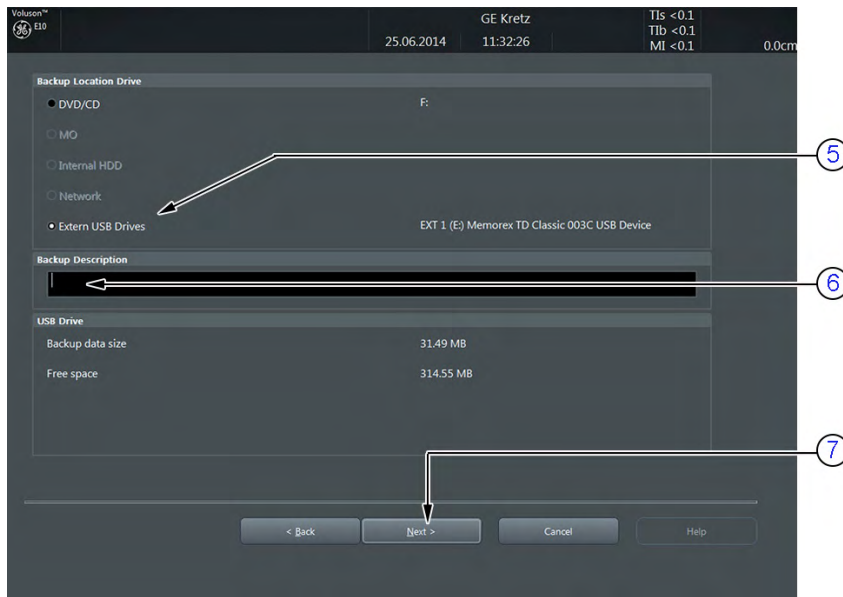 Voluson™
E10
GE Kretz
25.06.2014 11:32:26
TIs <0.1
TIb <0.1
MI <0.1
0.0cm
Backup Location Drive
DVD/CD F:
MO
Internal HDD
Network
Extern USB Drives EXT 1 (E:) Memorex TD Classic 003C USB Device
Backup Description
USB Drive
Backup data size 31.49 MB
Free space 314.55 MB
< Back Next > Cancel Help
5
6
7